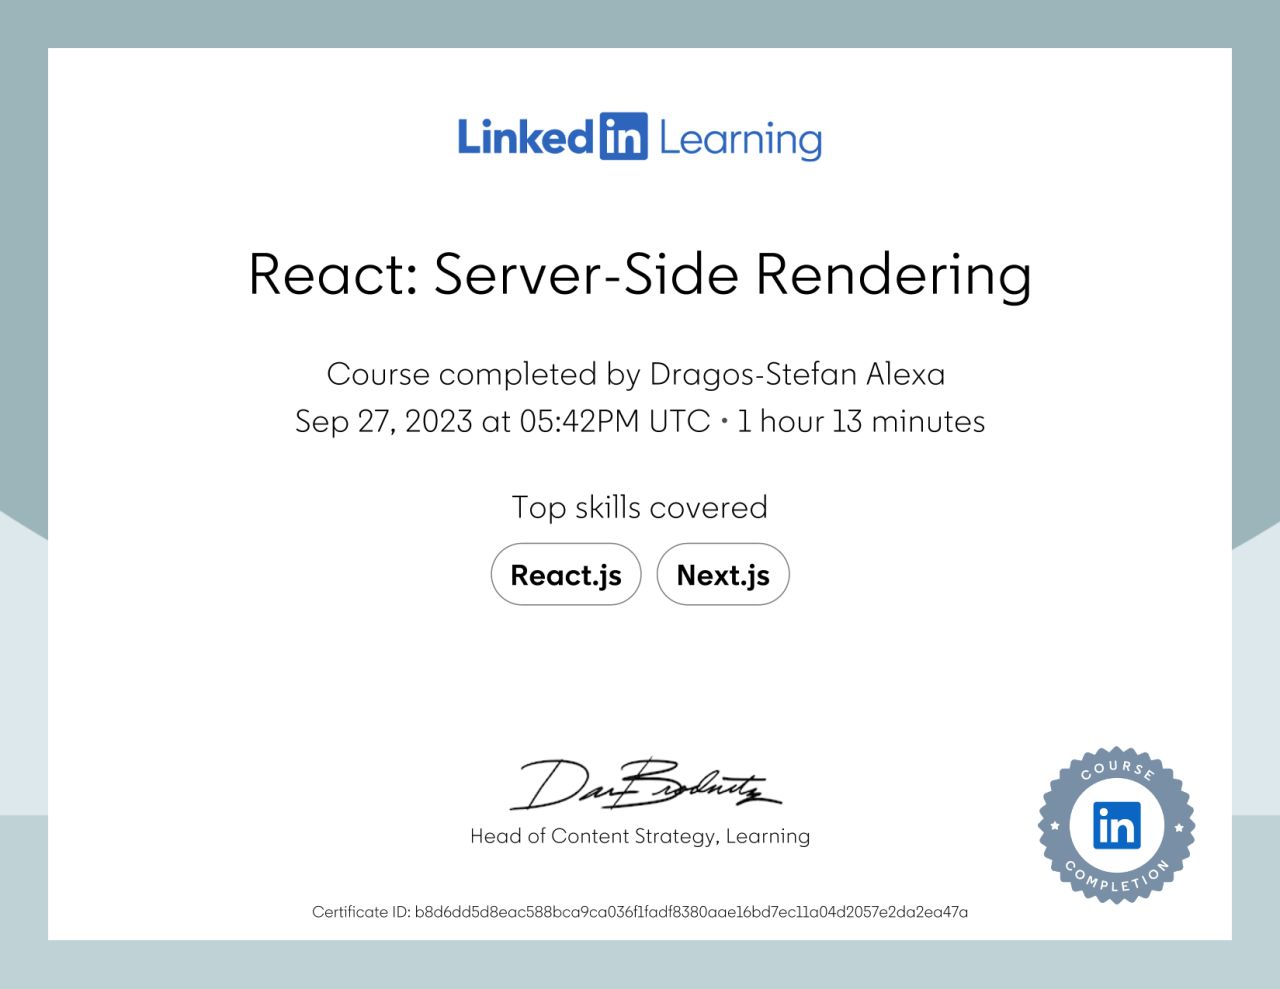 LinkedIn Learning
React: Server-Side Rendering
Course completed by Dragos-Stefan Alexa
Sep 27, 2023 at 05:42PM UTC • 1 hour 13 minutes
Top skills covered
React.js Next.js
Dan Brodnitz
Head of Content Strategy, Learning
COURSE
in
COMPLETION
Certificate ID: b8d6dd5d8eac588bca9ca036f1fadf8380aae16bd7ec11a04d2057e2da2ea47a